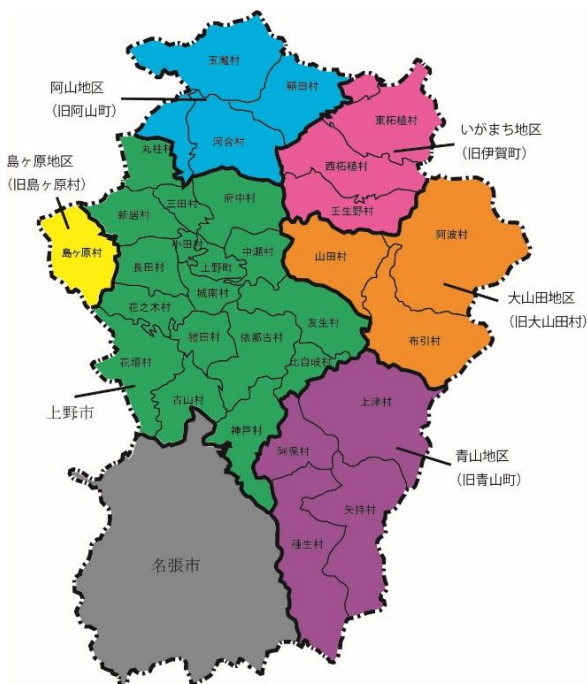 玉瀧村
鞆田村
阿山地区
(旧阿山町)
河合村
丸柱村
東柘植村
いがまち地区
(旧伊賀町)
西柘植村
壬生野村
島ヶ原地区
(旧島ヶ原村)
新居村
三田村
府中村
小田村
中瀬村
上野町
島ヶ原村
長田村
城南村
花之木村
猪田村
依那古村
友生村
比自岐村
花垣村
古山村
神戸村
上野市
山田村
阿波村
布引村
大山田地区
(旧大山田村)
上津村
阿保村
青山地区
(旧青山町)
矢持村
種生村
名張市